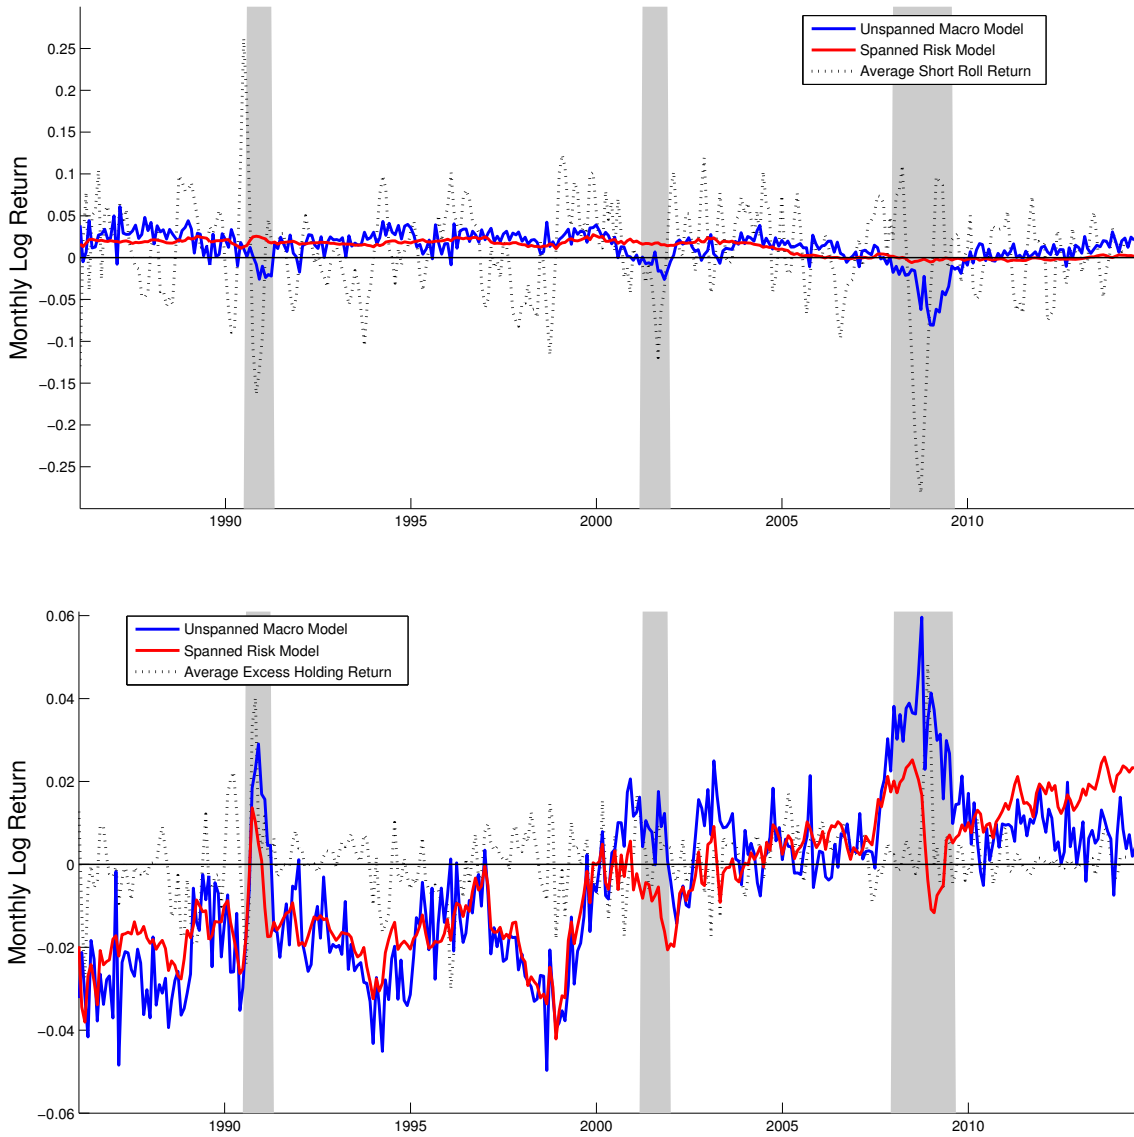 Unspanned Macro Model
Spanned Risk Model
Average Short Roll Return
Monthly Log Return
0.25
0.2
0.15
0.1
0.05
0
−0.05
−0.1
−0.15
−0.2
−0.25
1990 1995 2000 2005 2010
Unspanned Macro Model
Spanned Risk Model
Average Excess Holding Return
Monthly Log Return
0.06
0.04
0.02
0
−0.02
−0.04
−0.06
1990 1995 2000 2005 2010